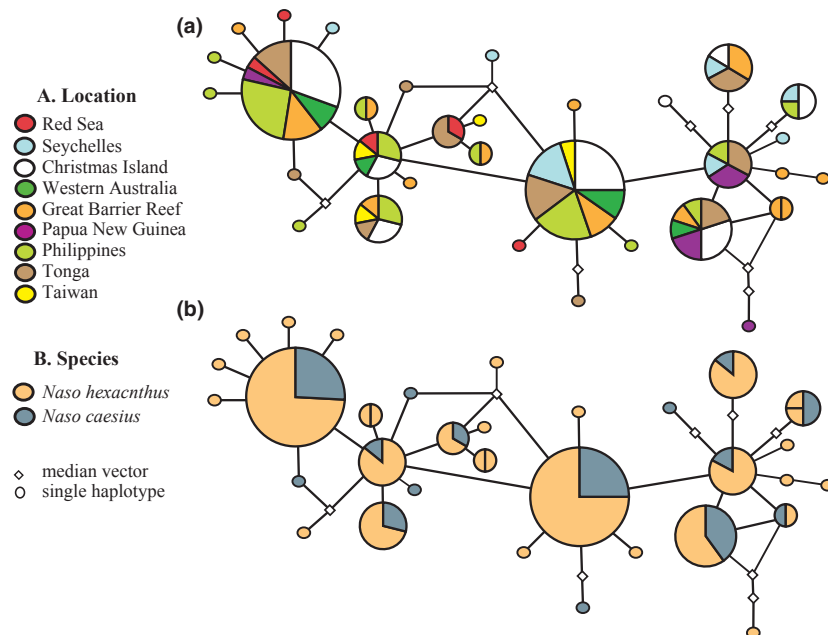 (a)
A. Location
Red Sea
Seychelles
Christmas Island
Western Australia
Great Barrier Reef
Papua New Guinea
Philippines
Tonga
Taiwan
(b)
B. Species
Naso hexacnthus
Naso caesius
median vector
single haplotype